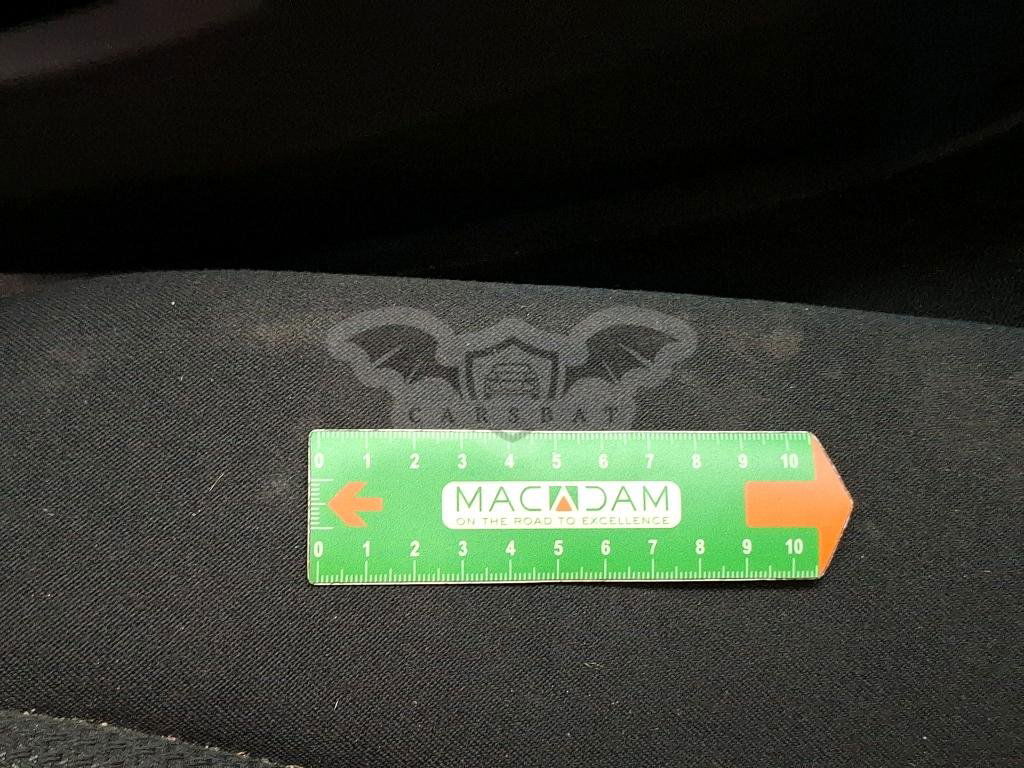 CARSBAT
0 1 2 3 4 5 6 7 8 9 10
MACADAM
ON THE ROAD TO EXCELLENCE
0 1 2 3 4 5 6 7 8 9 10